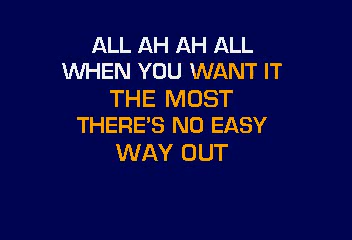 ALL AH AH ALL
WHEN YOU WANT IT
THE MOST
THERE'S NO EASY
WAY OUT